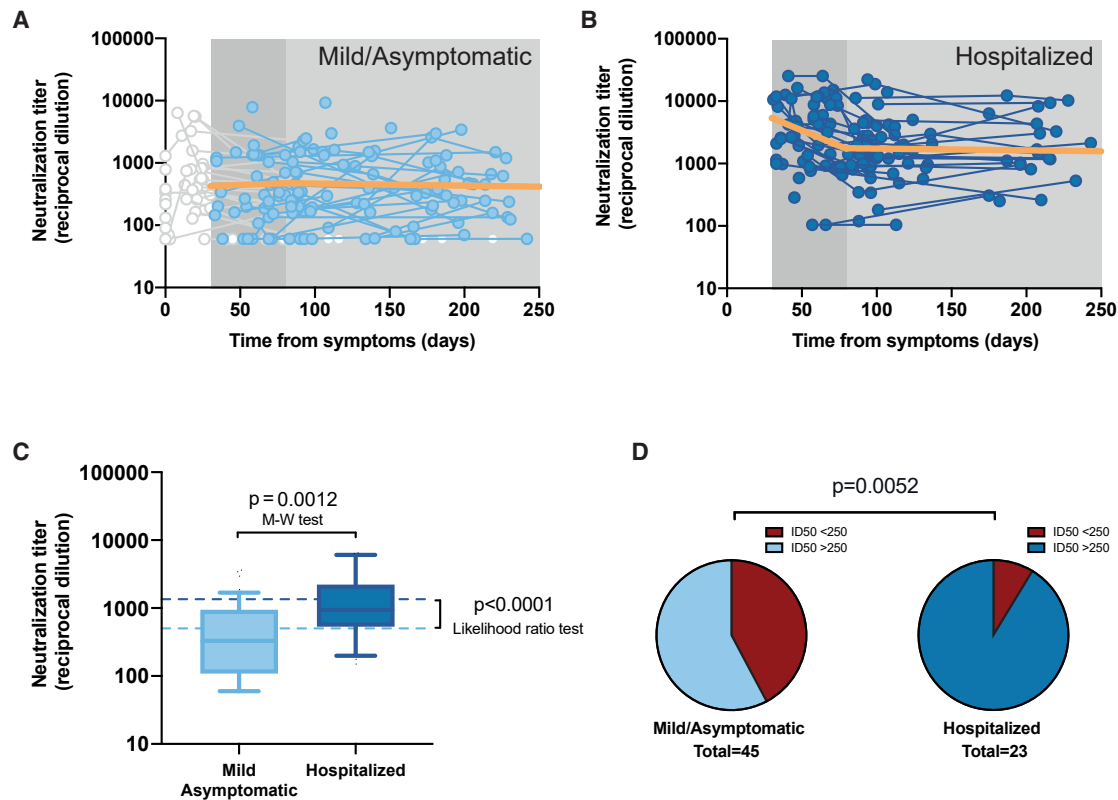 A
100000
10000
1000
100
10
Neutralization titer
(reciprocal dilution)
Mild/Asymptomatic
0 50 100 150 200 250
Time from symptoms (days)
B
100000
10000
1000
100
10
Neutralization titer
(reciprocal dilution)
Hospitalized
0 50 100 150 200 250
Time from symptoms (days)
C
100000
10000
1000
100
10
Neutralization titer
(reciprocal dilution)
p = 0.0012
M-W test
p<0.0001
Likelihood ratio test
Mild
Asymptomatic
Hospitalized
D
p=0.0052
ID50 <250
ID50 >250
ID50 <250
ID50 >250
Mild/Asymptomatic
Total=45
Hospitalized
Total=23